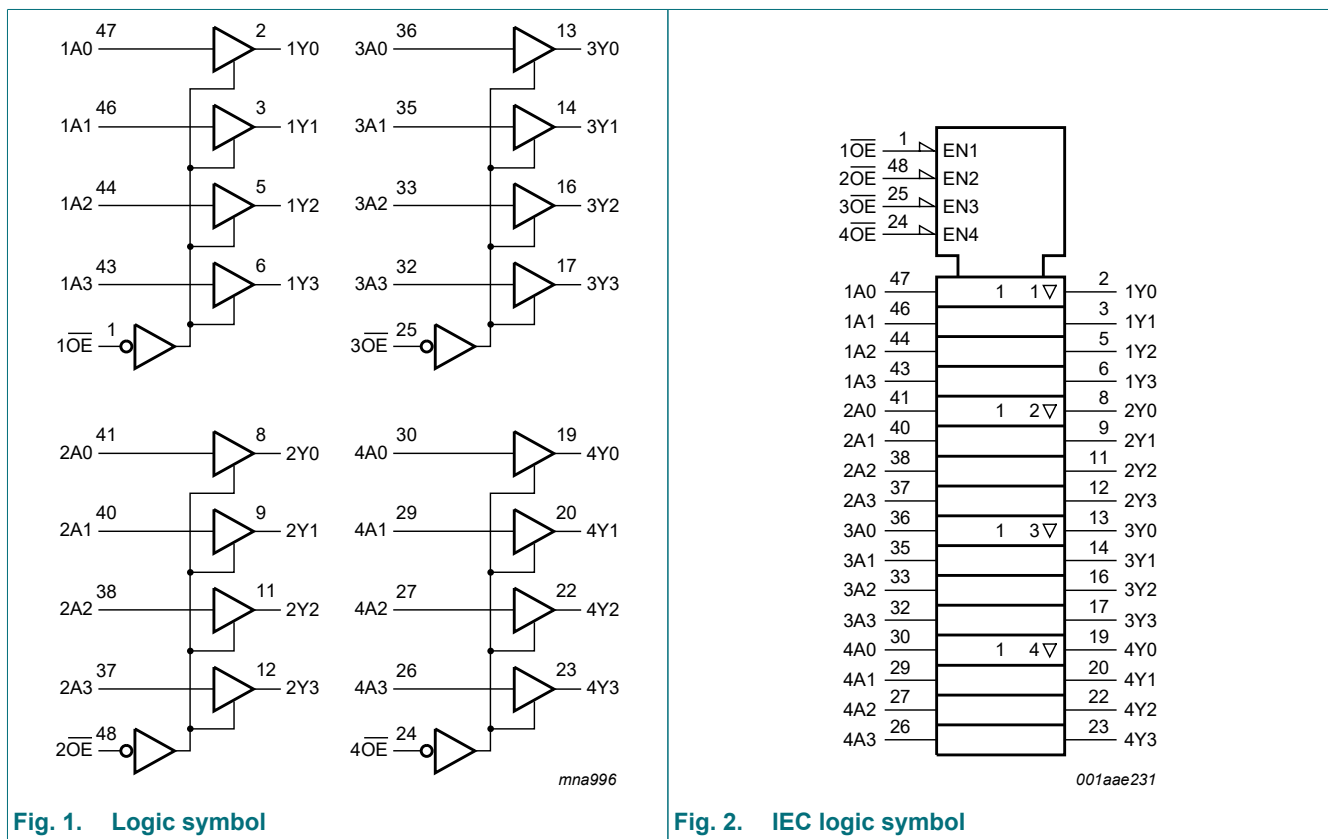 47 2
1A0 1Y0
46 3
1A1 1Y1
44 5
1A2 1Y2
43 6
1A3 1Y3
1
1O̅E̅
36 13
3A0 3Y0
35 14
3A1 3Y1
33 16
3A2 3Y2
32 17
3A3 3Y3
25
3O̅E̅
41 8
2A0 2Y0
40 9
2A1 2Y1
38 11
2A2 2Y2
37 12
2A3 2Y3
48
2O̅E̅
30 19
4A0 4Y0
29 20
4A1 4Y1
27 22
4A2 4Y2
26 23
4A3 4Y3
24
4O̅E̅
mna996
Fig. 1. Logic symbol
1O̅E̅ 1 EN1
2O̅E̅ 48 EN2
3O̅E̅ 25 EN3
4O̅E̅ 24 EN4
1A0 47 1 1▽ 2 1Y0
1A1 46 3 1Y1
1A2 44 5 1Y2
1A3 43 6 1Y3
2A0 41 1 2▽ 8 2Y0
2A1 40 9 2Y1
2A2 38 11 2Y2
2A3 37 12 2Y3
3A0 36 1 3▽ 13 3Y0
3A1 35 14 3Y1
3A2 33 16 3Y2
3A3 32 17 3Y3
4A0 30 1 4▽ 19 4Y0
4A1 29 20 4Y1
4A2 27 22 4Y2
4A3 26 23 4Y3
001aae231
Fig. 2. IEC logic symbol